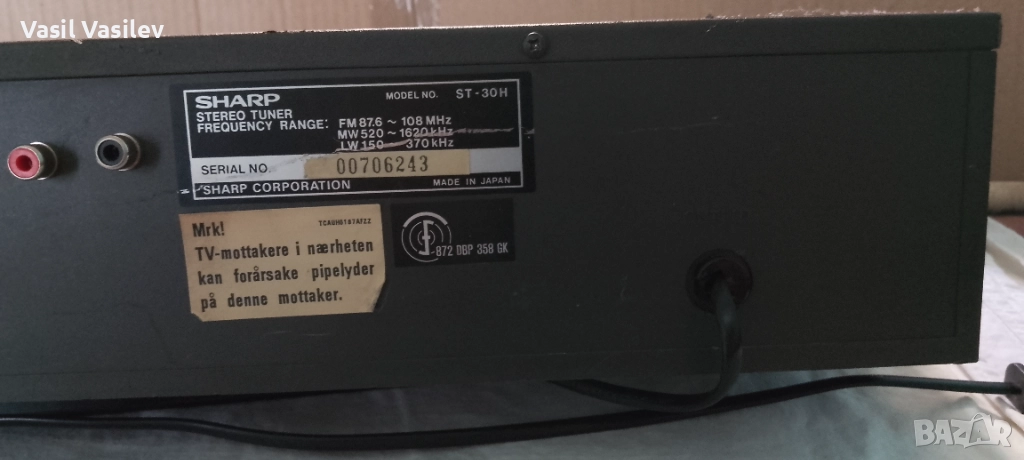 Vasil Vasilev
SHARP MODEL NO. ST-30H
STEREO TUNER
FREQUENCY RANGE: FM 87.6 ~ 108 MHz
MW 520 ~ 1620 kHz
LW 150 ~ 370 kHz
SERIAL NO. 00706243
SHARP CORPORATION MADE IN JAPAN
Mrk! TCAUH6187AFZZ
TV-mottakere i nærheten
kan forårsake pipelyder
på denne mottaker.
872 DBP 358 GK
BAZAR